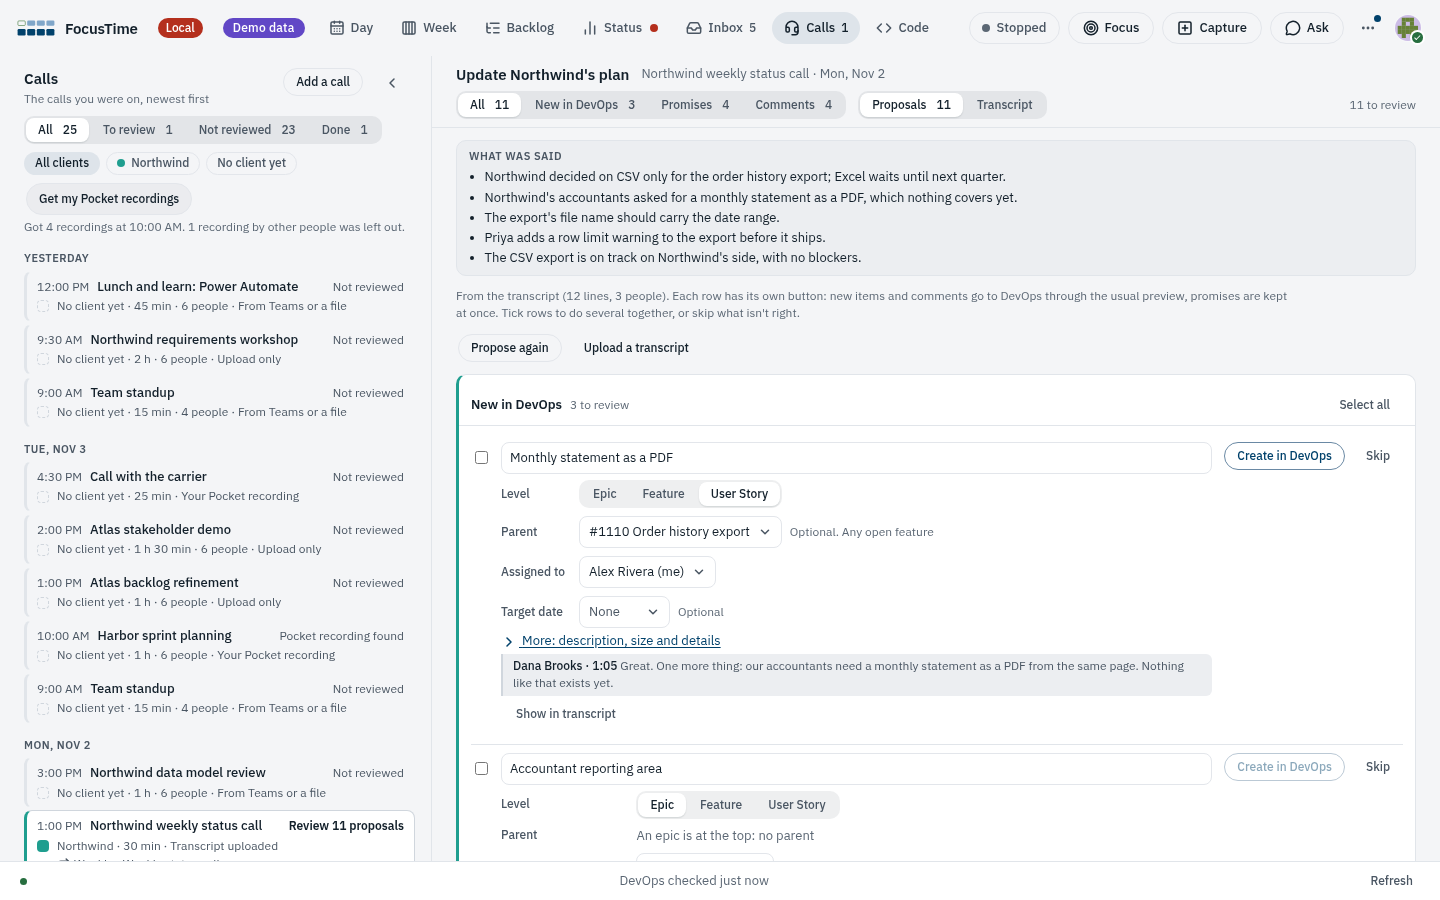 FocusTime
Local
Demo data
Day
Week
Backlog
Status
Inbox 5
Calls 1
Code
Stopped
Focus
Capture
Ask
Calls
Add a call
The calls you were on, newest first
All 25
To review 1
Not reviewed 23
Done 1
All clients
Northwind
No client yet
Get my Pocket recordings
Got 4 recordings at 10:00 AM. 1 recording by other people was left out.
YESTERDAY
12:00 PM Lunch and learn: Power Automate Not reviewed
No client yet · 45 min · 6 people · From Teams or a file
9:30 AM Northwind requirements workshop Not reviewed
No client yet · 2 h · 6 people · Upload only
9:00 AM Team standup Not reviewed
No client yet · 15 min · 4 people · From Teams or a file
TUE, NOV 3
4:30 PM Call with the carrier Not reviewed
No client yet · 25 min · Your Pocket recording
2:00 PM Atlas stakeholder demo Not reviewed
No client yet · 1 h 30 min · 6 people · Upload only
1:00 PM Atlas backlog refinement Not reviewed
No client yet · 1 h · 6 people · Upload only
10:00 AM Harbor sprint planning Pocket recording found
No client yet · 1 h · 6 people · Your Pocket recording
9:00 AM Team standup Not reviewed
No client yet · 15 min · 4 people · From Teams or a file
MON, NOV 2
3:00 PM Northwind data model review Not reviewed
No client yet · 1 h · 6 people · From Teams or a file
1:00 PM Northwind weekly status call Review 11 proposals
Northwind · 30 min · Transcript uploaded
Update Northwind's plan Northwind weekly status call · Mon, Nov 2
All 11
New in DevOps 3
Promises 4
Comments 4
Proposals 11
Transcript
11 to review
WHAT WAS SAID
• Northwind decided on CSV only for the order history export; Excel waits until next quarter.
• Northwind's accountants asked for a monthly statement as a PDF, which nothing covers yet.
• The export's file name should carry the date range.
• Priya adds a row limit warning to the export before it ships.
• The CSV export is on track on Northwind's side, with no blockers.
From the transcript (12 lines, 3 people). Each row has its own button: new items and comments go to DevOps through the usual preview, promises are kept
at once. Tick rows to do several together, or skip what isn't right.
Propose again
Upload a transcript
New in DevOps 3 to review
Select all
Monthly statement as a PDF
Create in DevOps
Skip
Level
Epic
Feature
User Story
Parent
#1110 Order history export
Optional. Any open feature
Assigned to
Alex Rivera (me)
Target date
None
Optional
More: description, size and details
Dana Brooks · 1:05 Great. One more thing: our accountants need a monthly statement as a PDF from the same page. Nothing
like that exists yet.
Show in transcript
Accountant reporting area
Create in DevOps
Skip
Level
Epic
Feature
User Story
Parent
An epic is at the top: no parent
DevOps checked just now
Refresh